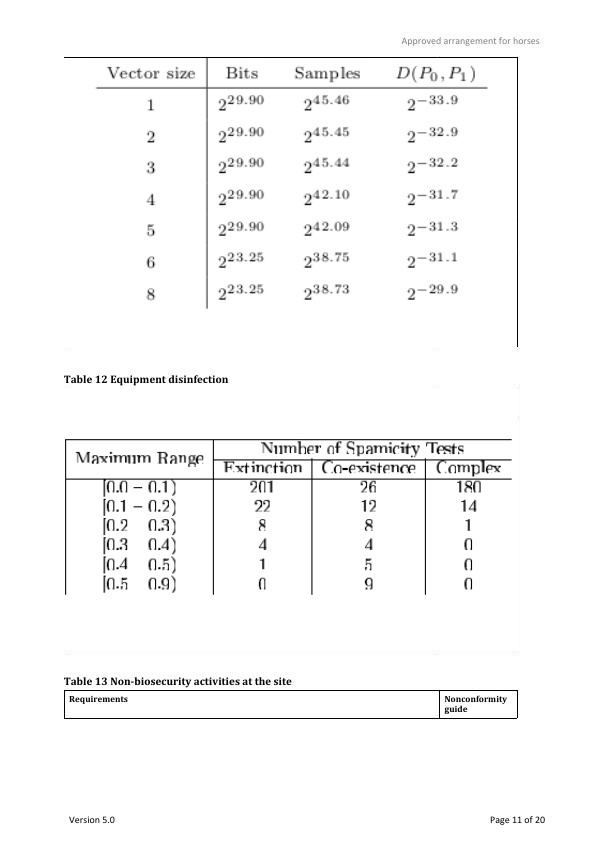 Approved arrangement for horses
Vector size Bits Samples D(P₀, P₁)
1 2^29.90 2^45.46 2^−33.9
2 2^29.90 2^45.45 2^−32.9
3 2^29.90 2^45.44 2^−32.2
4 2^29.90 2^42.10 2^−31.7
5 2^29.90 2^42.09 2^−31.3
6 2^23.25 2^38.75 2^−31.1
8 2^23.25 2^38.73 2^−29.9
Table 12 Equipment disinfection
Number of Spamicity Tests
Maximum Range Extinction Co-existence Complex
[0.0 – 0.1) 201 26 180
[0.1 – 0.2) 22 12 14
[0.2 0.3) 8 8 1
[0.3 0.4) 4 4 0
[0.4 0.5) 1 5 0
[0.5 0.9) 0 9 0
Table 13 Non-biosecurity activities at the site
Requirements Nonconformity
guide
Version 5.0 Page 11 of 20